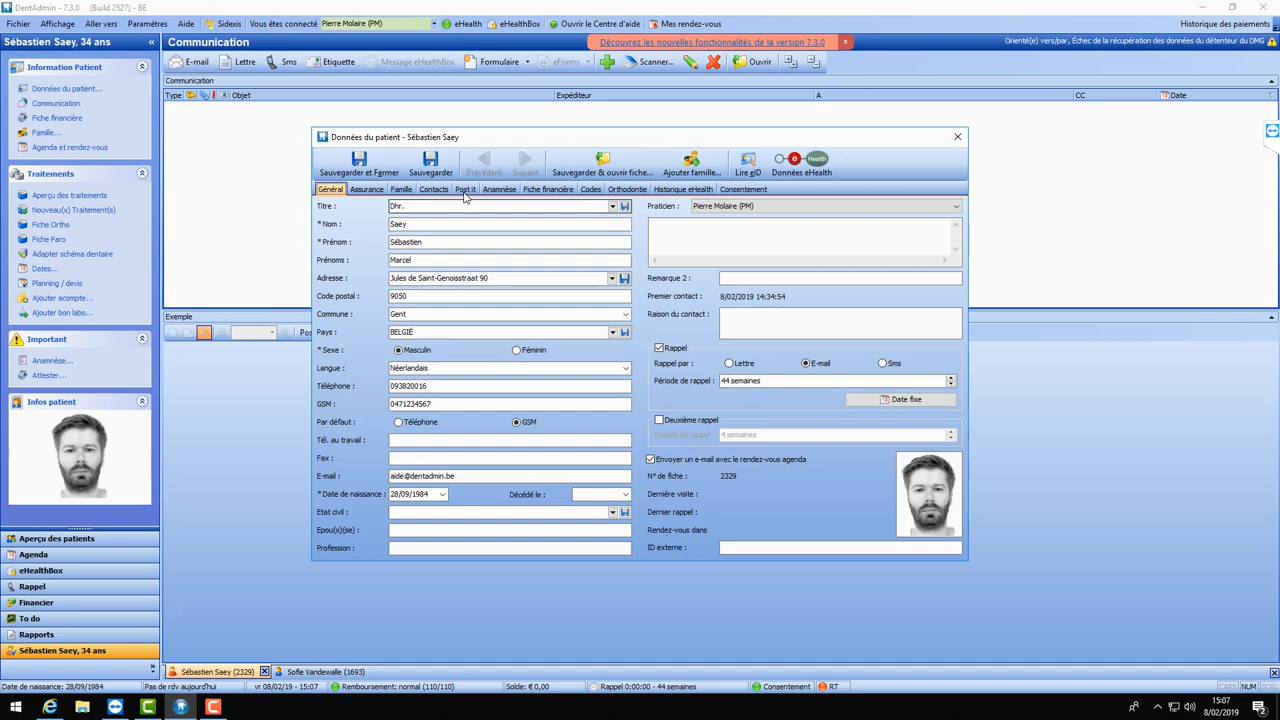 DentAdmin - 7.3.0 (Build 2527) - BE
Fichier Affichage Aller vers Paramètres Aide Sidexis Vous êtes connecté Pierre Molaire (PM) eHealth eHealthBox Ouvrir le Centre d'aide Mes rendez-vous Historique des paiements
Sébastien Saey, 34 ans
Communication
Découvrez les nouvelles fonctionnalités de la version 7.3.0 x
Orienté(e) vers/par, Échec de la récupération des données du détenteur du DMG
E-mail Lettre Sms Etiquette Message eHealthBox Formulaire eForms Scanner... Ouvrir
Communication
Type Objet Expéditeur A CC Date
Information Patient
Données du patient...
Communication
Fiche financière
Famille...
Agenda et rendez-vous
Traitements
Aperçu des traitements
Nouveau(x) Traitement(s)
Fiche Ortho
Fiche Paro
Adapter schéma dentaire
Dates...
Planning / devis
Ajouter acompte...
Ajouter bon labo...
Important
Anamnèse...
Attester...
Infos patient
Aperçu des patients
Agenda
eHealthBox
Rappel
Financier
To do
Rapports
Sébastien Saey, 34 ans
Exemple
Données du patient - Sébastien Saey
Sauvegarder et Fermer Sauvegarder Précédent Suivant Sauvegarder & ouvrir fiche... Ajouter famille... Lire eID Données eHealth
e Health
Général Assurance Famille Contacts Post it Anamnèse Fiche financière Codes Orthodontie Historique eHealth Consentement
Titre : Dhr.
* Nom : Saey
* Prénom : Sébastien
Prénoms : Marcel
Adresse : Jules de Saint-Genoisstraat 90
Code postal : 9050
Commune : Gent
Pays : BELGIË
* Sexe : Masculin Féminin
Langue : Néerlandais
Téléphone : 093820016
GSM : 0471234567
Par défaut : Téléphone GSM
Tél. au travail :
Fax :
E-mail : aide@dentadmin.be
* Date de naissance : 28/09/1984 Décédé le :
Etat civil :
Epou(x)(se) :
Profession :
Praticien : Pierre Molaire (PM)
Remarque 2 :
Premier contact : 8/02/2019 14:34:54
Raison du contact :
Rappel
Rappel par : Lettre E-mail Sms
Période de rappel : 44 semaines
Date fixe
Deuxième rappel
Période de rappel 4 semaines
Envoyer un e-mail avec le rendez-vous agenda
N° de fiche : 2329
Dernière visite :
Dernier rappel :
Rendez-vous dans
ID externe :
Sébastien Saey (2329) Sofie Vandewalle (1693)
Date de naissance: 28/09/1984 Pas de rdv aujourd'hui vr 08/02/19 - 15:07 Remboursement: normal (110/110) Solde: € 0,00 Rappel 0:00:00 - 44 semaines Consentement RT CAPS NUM
15:07
8/02/2019
2